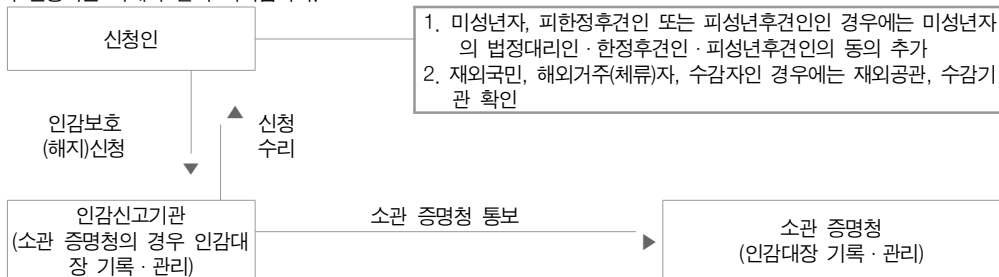 신청인
1. 미성년자, 피한정후견인 또는 피성년후견인인 경우에는 미성년자
의 법정대리인ㆍ한정후견인ㆍ피성년후견인의 동의 추가
2. 재외국민, 해외거주(체류)자, 수감자인 경우에는 재외공관, 수감기
관 확인
인감보호
(해지)신청
신청
수리
인감신고기관
(소관 증명청의 경우 인감대
장 기록ㆍ관리)
소관 증명청 통보
소관 증명청
(인감대장 기록ㆍ관리)